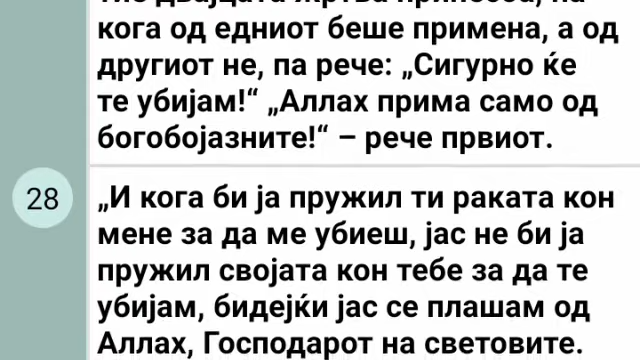 кога од едниот беше примена, а од
другиот не, па рече: „Сигурно ќе
те убијам!“ „Аллах прима само од
богобојазните!“ – рече првиот.
28
„И кога би ја пружил ти раката кон
мене за да ме убиеш, јас не би ја
пружил својата кон тебе за да те
убијам, бидејќи јас се плашам од
Аллах, Господарот на световите.